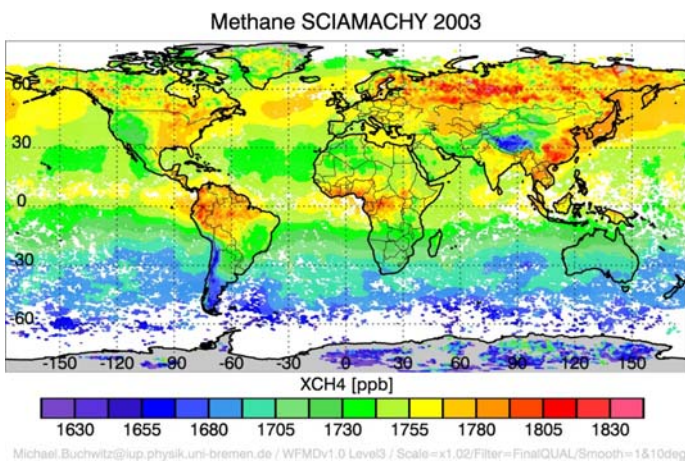 Methane SCIAMACHY 2003
60
30
0
-30
-60
-150 -120 -90 -60 -30 0 30 60 90 120 150
XCH4 [ppb]
1630 1655 1680 1705 1730 1755 1780 1805 1830
Michael.Buchwitz@iup.physik.uni-bremen.de / WFMDv1.0 Level3 / Scale=x1.02/Filter=FinalQUAL/Smooth=1&10deg